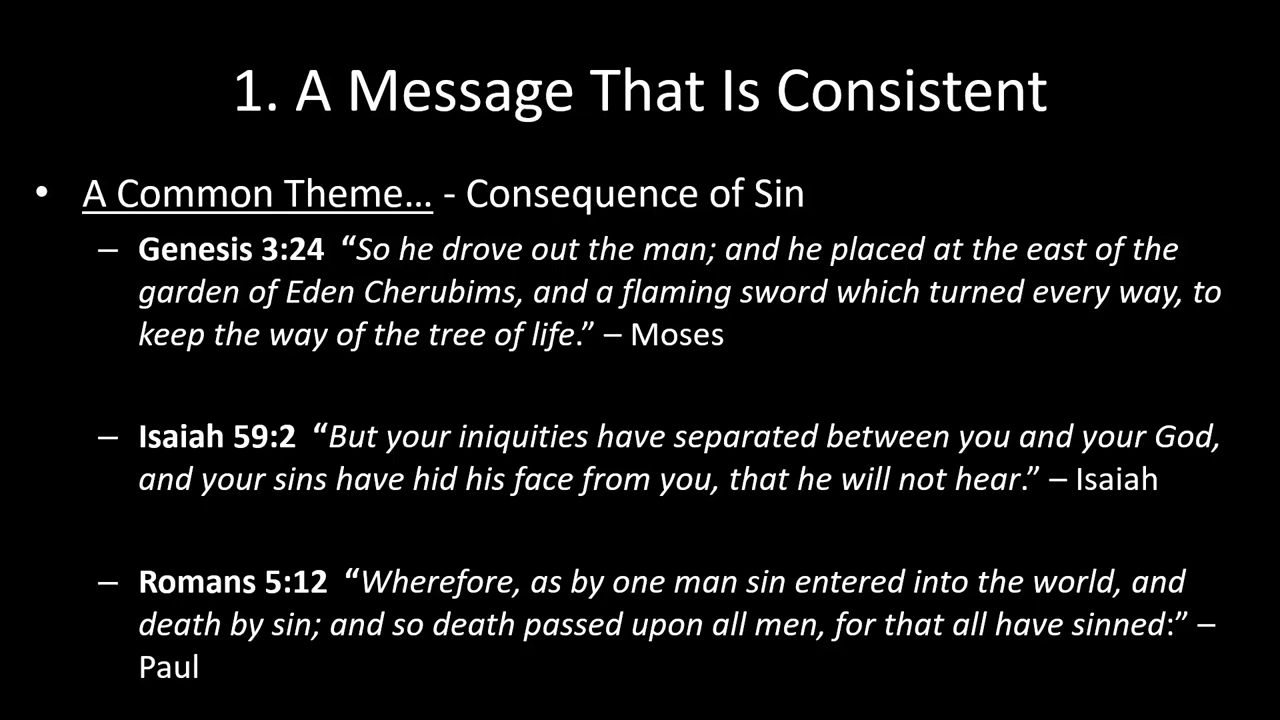 1. A Message That Is Consistent
• A Common Theme… - Consequence of Sin
– Genesis 3:24 “So he drove out the man; and he placed at the east of the
garden of Eden Cherubims, and a flaming sword which turned every way, to
keep the way of the tree of life.” – Moses
– Isaiah 59:2 “But your iniquities have separated between you and your God,
and your sins have hid his face from you, that he will not hear.” – Isaiah
– Romans 5:12 “Wherefore, as by one man sin entered into the world, and
death by sin; and so death passed upon all men, for that all have sinned:” –
Paul